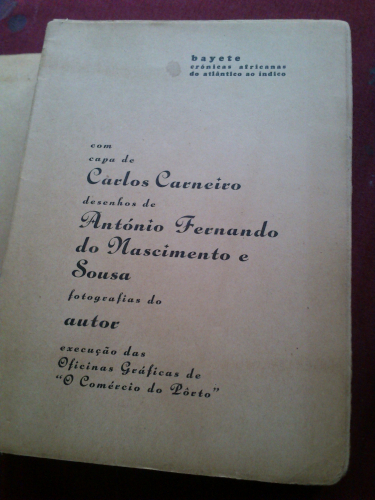 bayete
crónicas africanas
do atlântico ao índico
com
capa de
Carlos Carneiro
desenhos de
António Fernando
do Nascimento e
Sousa
fotografias do
autor
execução das
Oficinas Gráficas de
"O Comércio do Pôrto"